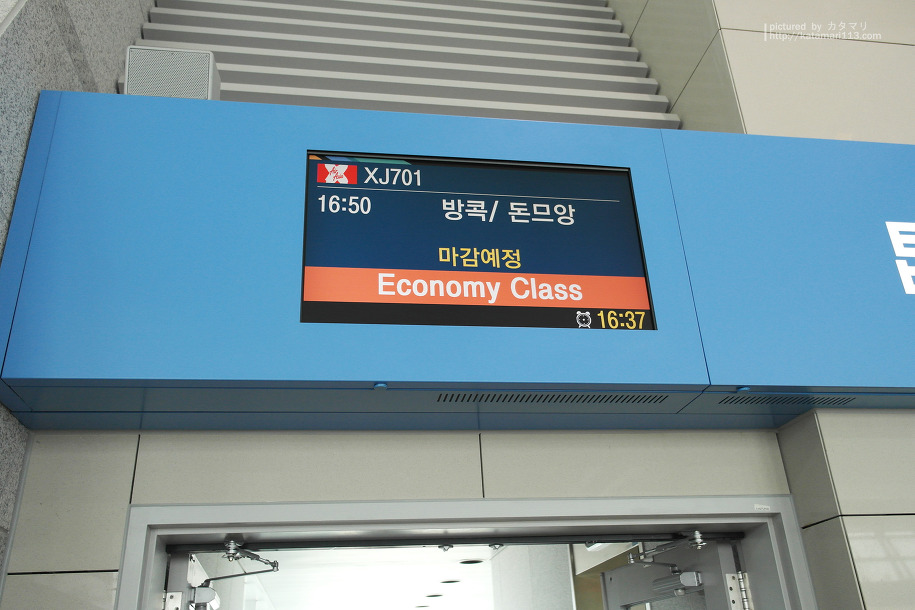 pictured by カタマリ
http://katamari113.com
XJ701
16:50
방콕/ 돈므앙
마감예정
Economy Class
16:37